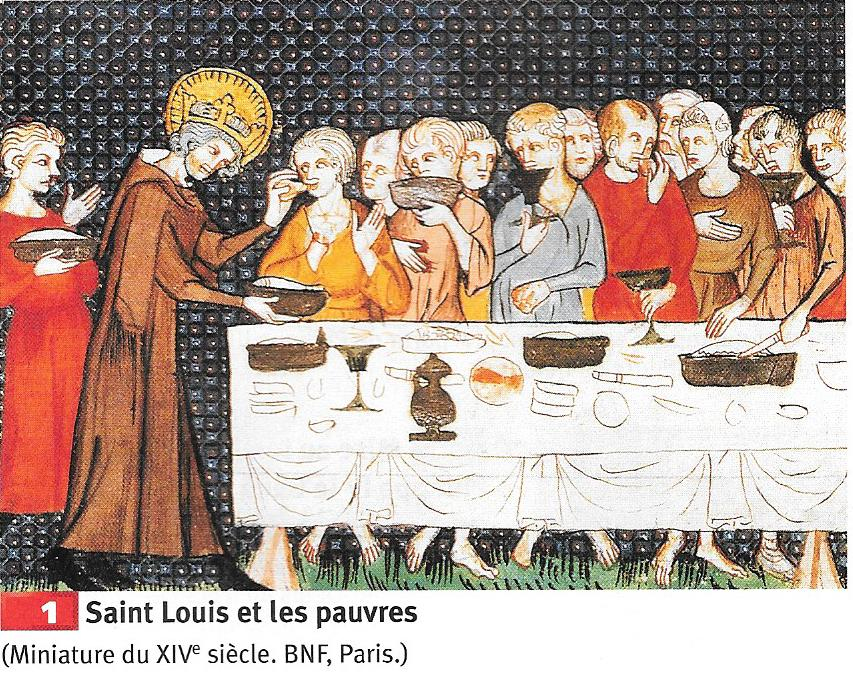 1 Saint Louis et les pauvres
(Miniature du XIVe siècle. BNF, Paris.)